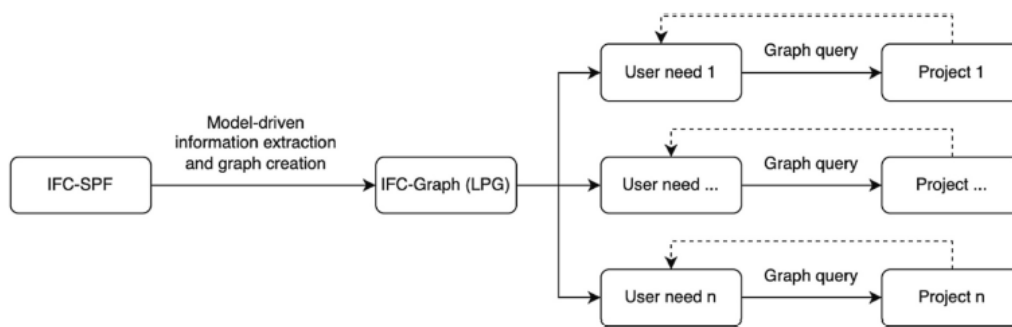 Graph query
User need 1
Project 1
Model-driven
information extraction
and graph creation
IFC-SPF
IFC-Graph (LPG)
Graph query
User need ...
Project ...
Graph query
User need n
Project n